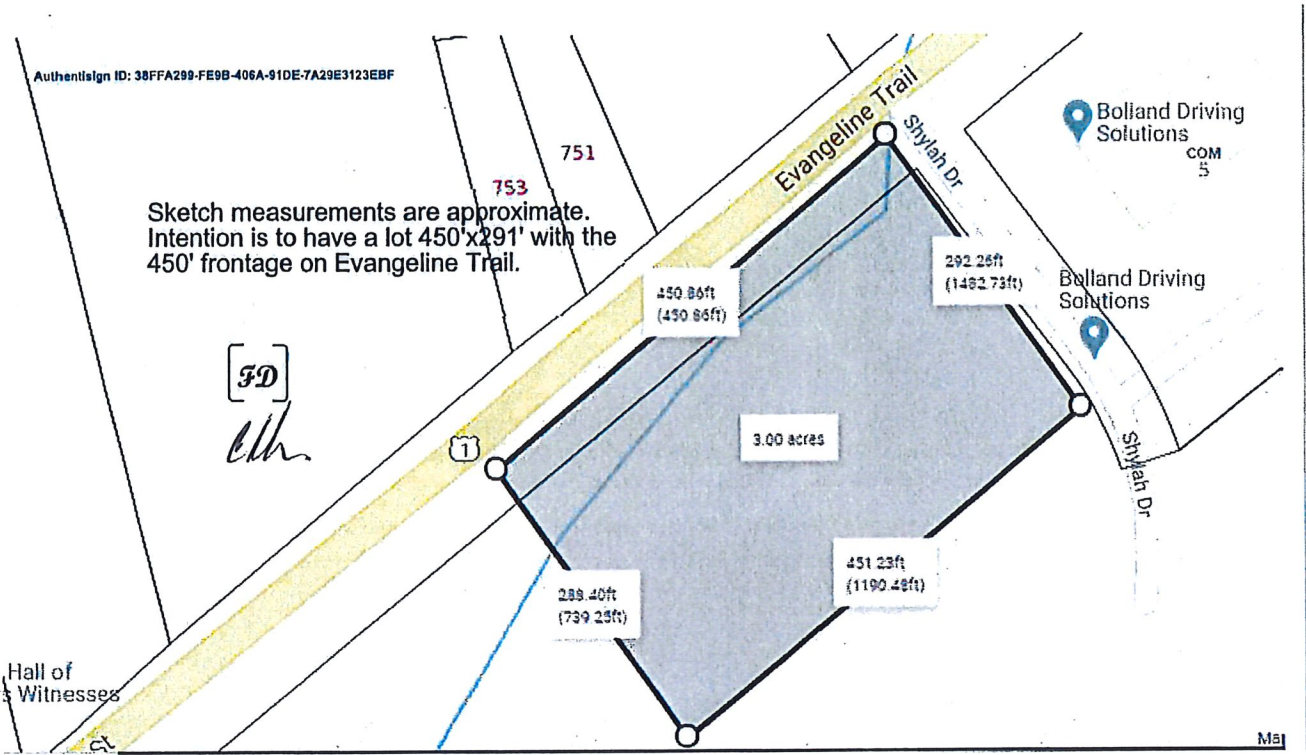 Authentisign ID: 38FFA299-FE9B-406A-91DE-7A29E3123EBF
751
753
Sketch measurements are approximate.
Intention is to have a lot 450'x291' with the
450' frontage on Evangeline Trail.
FD
Evangeline Trail
Shylah Dr
Bolland Driving
Solutions
COM
5
450.86ft
(450.86ft)
292.26ft
(1482.73ft)
Bolland Driving
Solutions
1
3.00 acres
Shylah Dr
451.23ft
(1190.48ft)
288.40ft
(739.25ft)
Hall of
s Witnesses
St
Ma